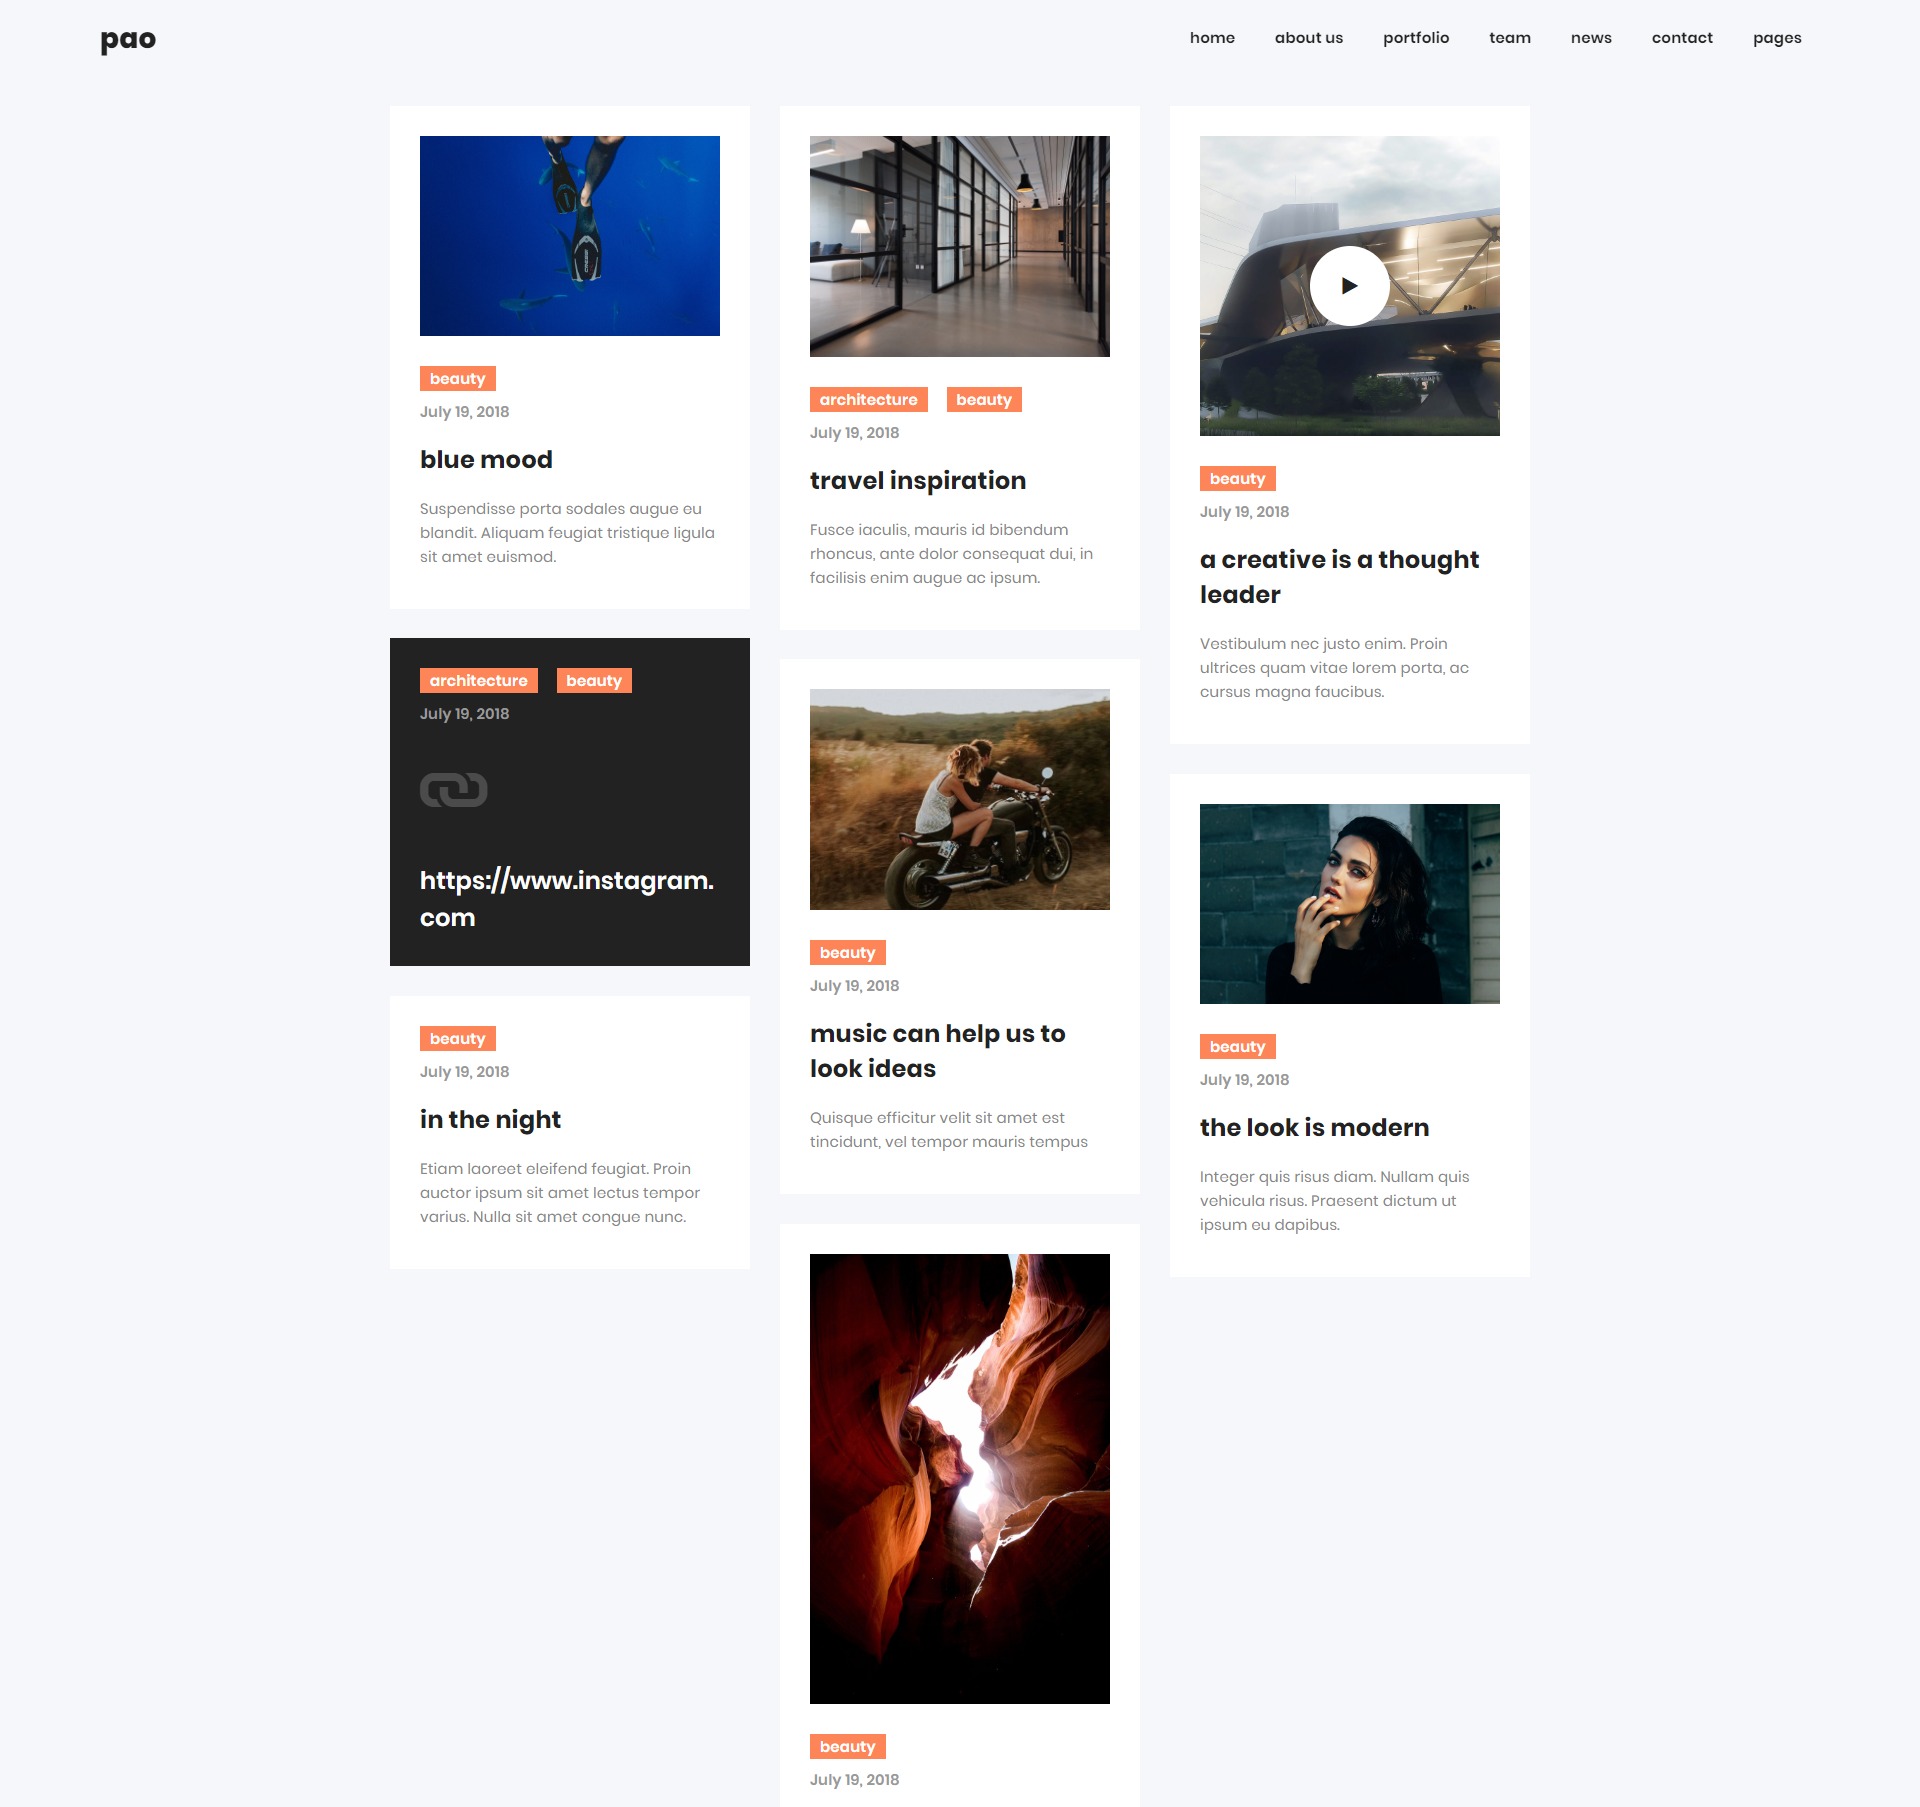 pao
home about us portfolio team news contact pages
beauty
July 19, 2018
blue mood
Suspendisse porta sodales augue eu
blandit. Aliquam feugiat tristique ligula
sit amet euismod.
architecture beauty
July 19, 2018
https://www.instagram.
com
beauty
July 19, 2018
in the night
Etiam laoreet eleifend feugiat. Proin
auctor ipsum sit amet lectus tempor
varius. Nulla sit amet congue nunc.
architecture beauty
July 19, 2018
travel inspiration
Fusce iaculis, mauris id bibendum
rhoncus, ante dolor consequat dui, in
facilisis enim augue ac ipsum.
beauty
July 19, 2018
music can help us to
look ideas
Quisque efficitur velit sit amet est
tincidunt, vel tempor mauris tempus
beauty
July 19, 2018
beauty
July 19, 2018
a creative is a thought
leader
Vestibulum nec justo enim. Proin
ultrices quam vitae lorem porta, ac
cursus magna faucibus.
beauty
July 19, 2018
the look is modern
Integer quis risus diam. Nullam quis
vehicula risus. Praesent dictum ut
ipsum eu dapibus.